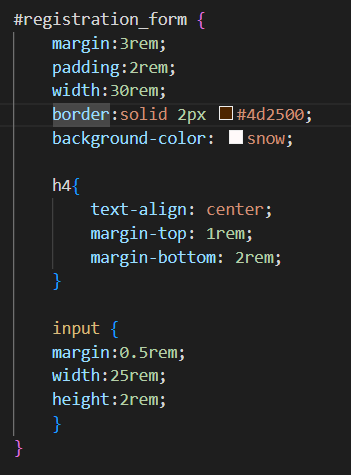 #registration_form {
margin:3rem;
padding:2rem;
width:30rem;
border:solid 2px #4d2500;
background-color: snow;
h4{
text-align: center;
margin-top: 1rem;
margin-bottom: 2rem;
}
input {
margin:0.5rem;
width:25rem;
height:2rem;
}
}